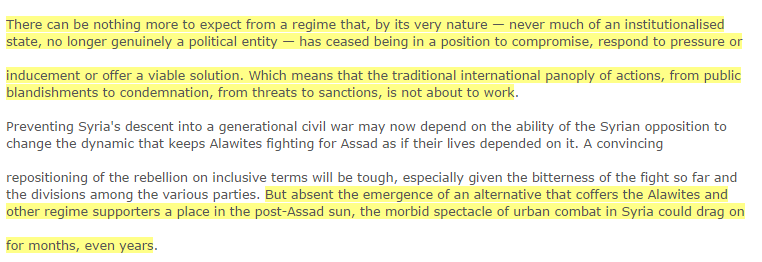 There can be nothing more to expect from a regime that, by its very nature — never much of an institutionalised
state, no longer genuinely a political entity — has ceased being in a position to compromise, respond to pressure or
inducement or offer a viable solution. Which means that the traditional international panoply of actions, from public
blandishments to condemnation, from threats to sanctions, is not about to work.
Preventing Syria's descent into a generational civil war may now depend on the ability of the Syrian opposition to
change the dynamic that keeps Alawites fighting for Assad as if their lives depended on it. A convincing
repositioning of the rebellion on inclusive terms will be tough, especially given the bitterness of the fight so far and
the divisions among the various parties. But absent the emergence of an alternative that coffers the Alawites and
other regime supporters a place in the post-Assad sun, the morbid spectacle of urban combat in Syria could drag on
for months, even years.